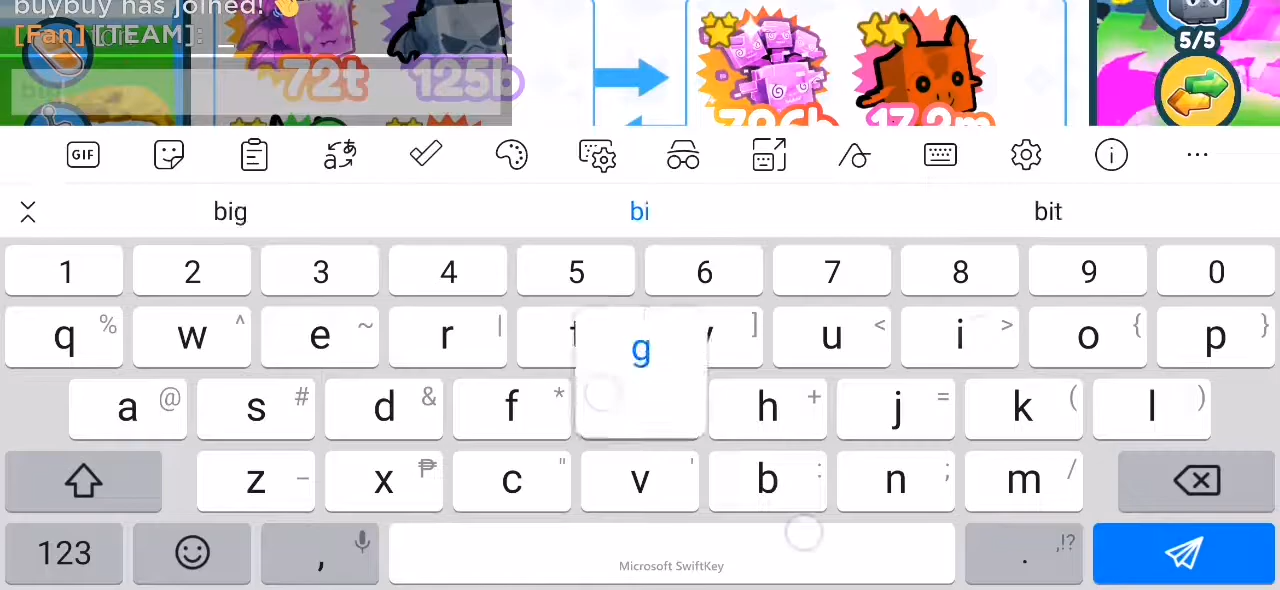 buybuy has joined! 👋
[Fan] [TEAM]: _
72t 125b
5/5
GIF
big bi bit
1 2 3 4 5 6 7 8 9 0
q % w ^ e ~ r | ] u < i > o { p }
a @ s # d & f * g h + j = k ( l )
z – x ₱ c " v ' b : n ; m /
123 , Microsoft SwiftKey . ,!?